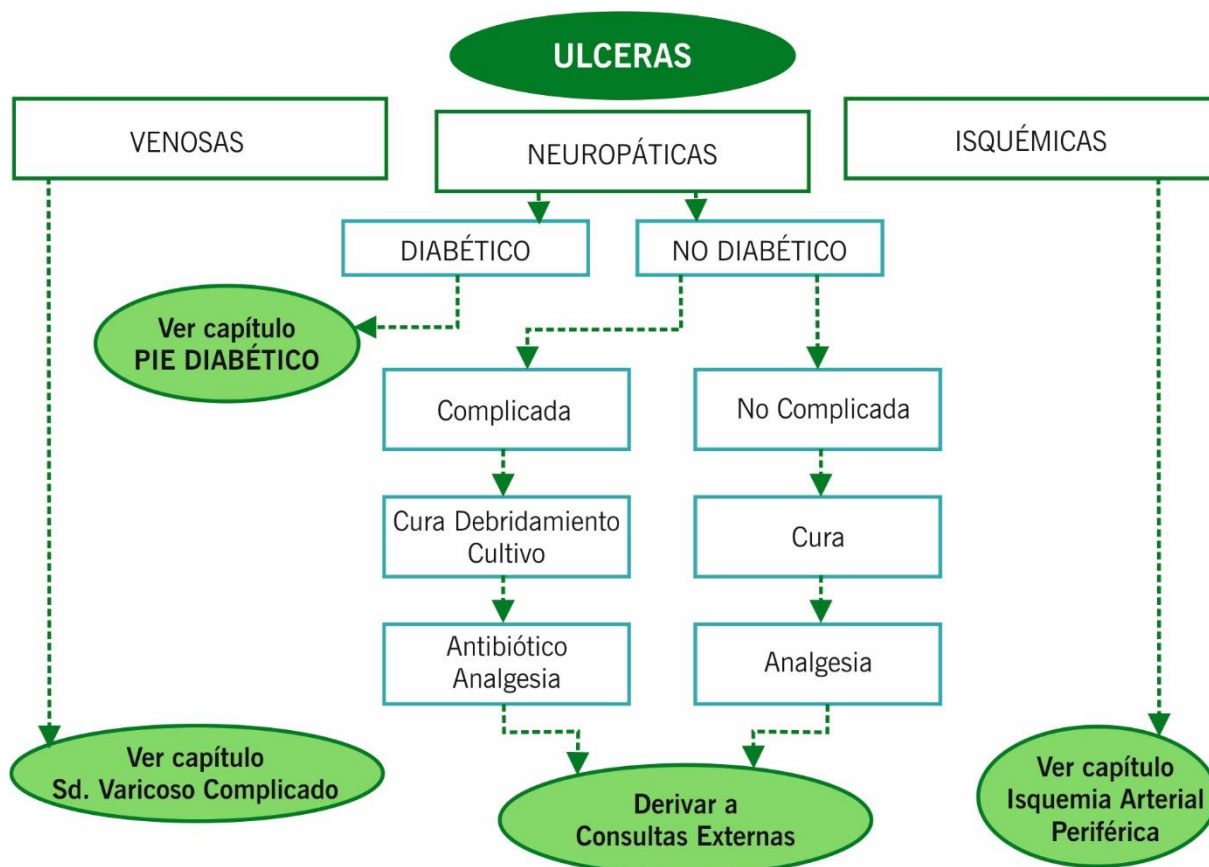 ULCERAS
VENOSAS
NEUROPÁTICAS
ISQUÉMICAS
DIABÉTICO
NO DIABÉTICO
Ver capítulo
PIE DIABÉTICO
Complicada
No Complicada
Cura Debridamiento
Cultivo
Cura
Antibiótico
Analgesia
Analgesia
Ver capítulo
Sd. Varicoso Complicado
Derivar a
Consultas Externas
Ver capítulo
Isquemia Arterial
Periférica